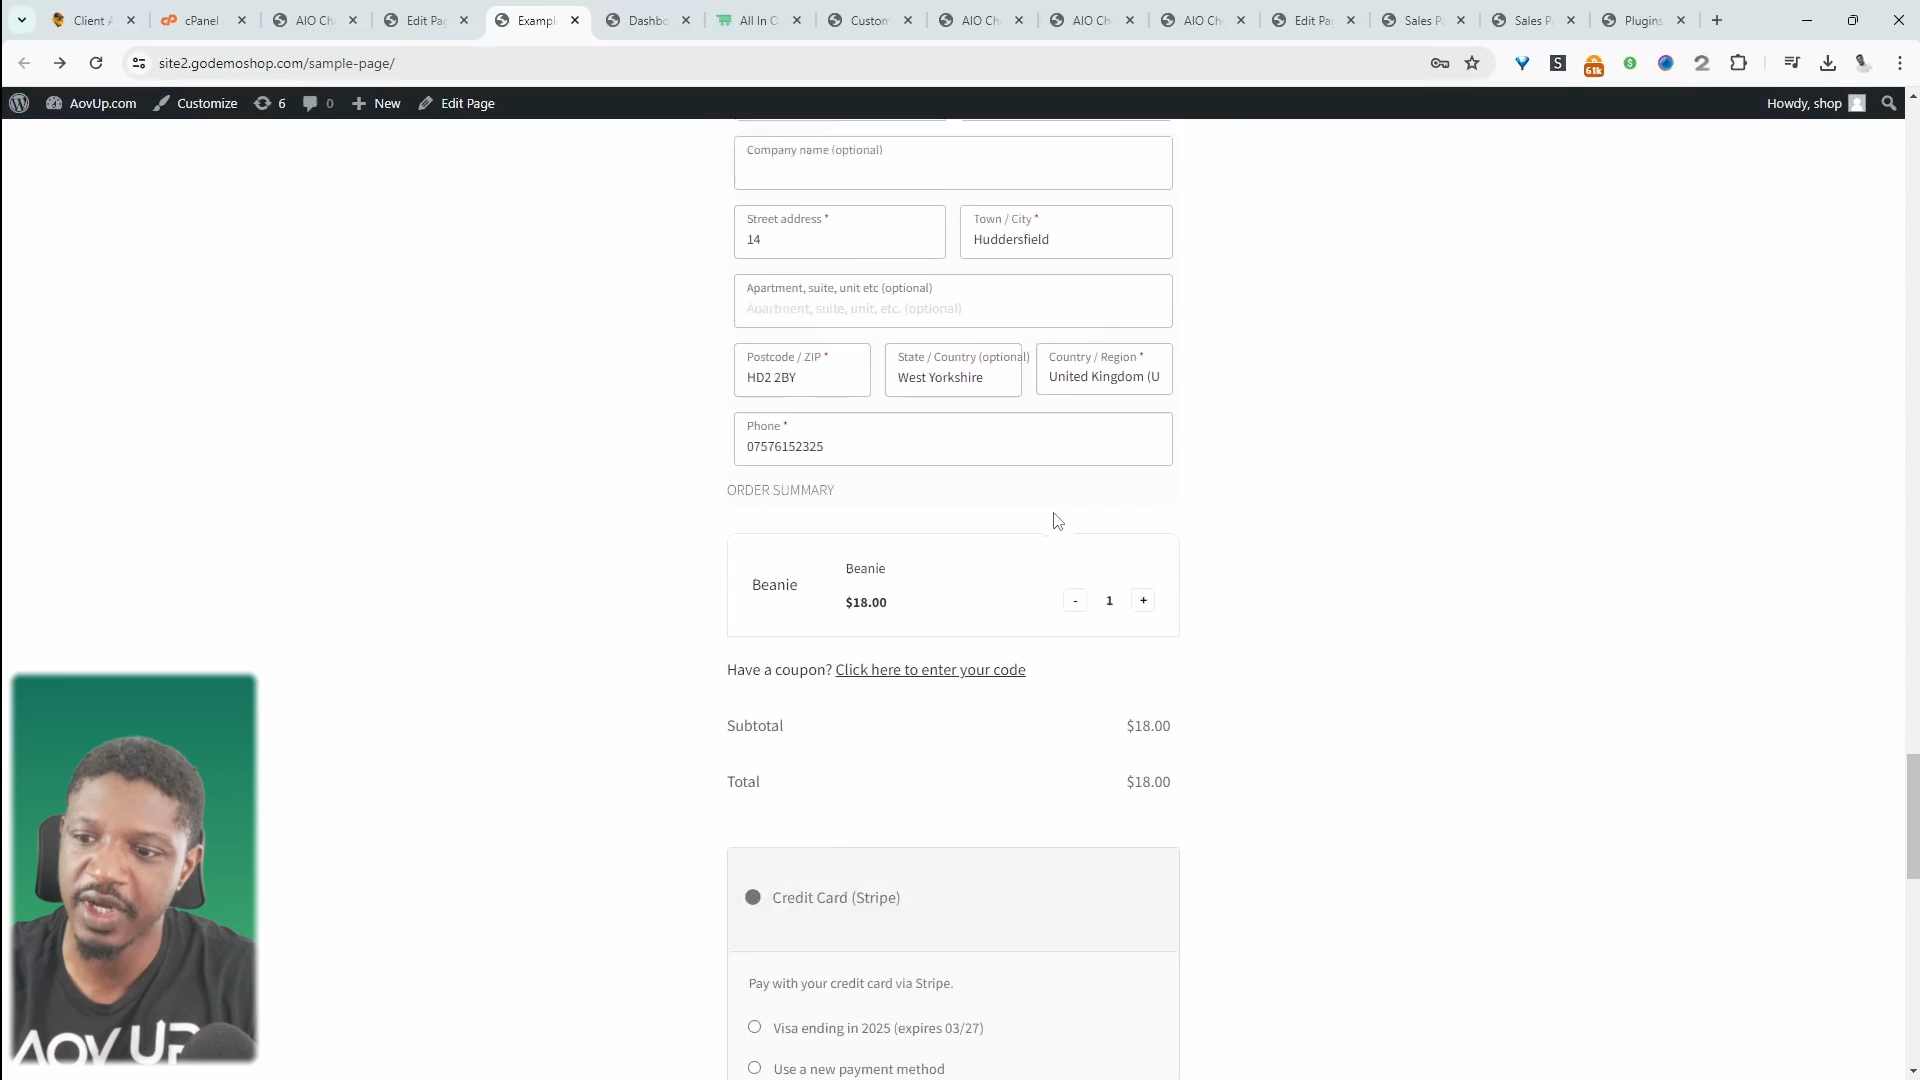 Client A
cPanel
AIO Ch
Edit Pa
Exampl
Dashbo
All In O
Custom
AIO Ch
AIO Ch
AIO Ch
Edit Pa
Sales P
Sales P
Plugins
site2.godemoshop.com/sample-page/
61k
AovUp.com
Customize
6
0
New
Edit Page
Howdy, shop
Company name (optional)
Street address *
14
Town / City *
Huddersfield
Apartment, suite, unit etc (optional)
Apartment, suite, unit, etc. (optional)
Postcode / ZIP *
HD2 2BY
State / Country (optional)
West Yorkshire
Country / Region *
United Kingdom (U
Phone *
07576152325
ORDER SUMMARY
Beanie
Beanie
$18.00
- 1 +
Have a coupon? Click here to enter your code
Subtotal $18.00
Total $18.00
Credit Card (Stripe)
Pay with your credit card via Stripe.
Visa ending in 2025 (expires 03/27)
Use a new payment method
AOV UP